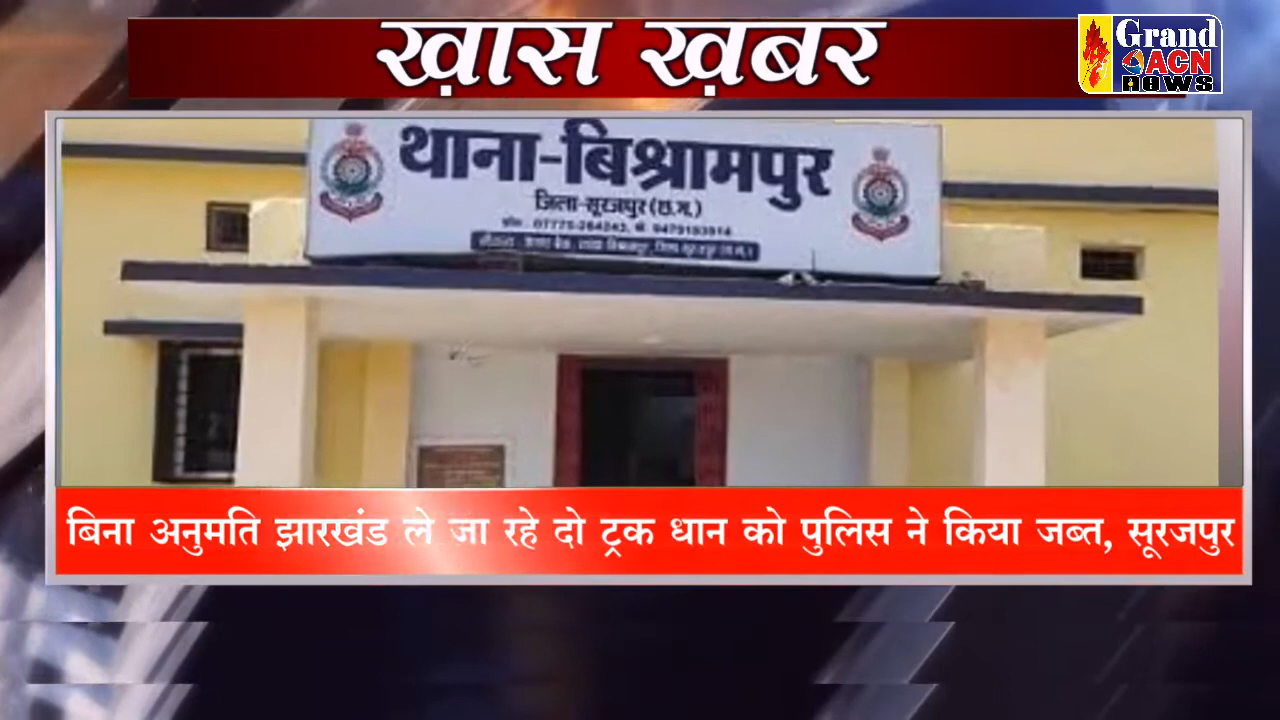 ख़ास ख़बर
Grand
ACN
news
थाना-बिश्रामपुर
जिला-सूरजपुर (छ.ग.)
बिना अनुमति झारखंड ले जा रहे दो ट्रक धान को पुलिस ने किया जब्त, सूरजपुर